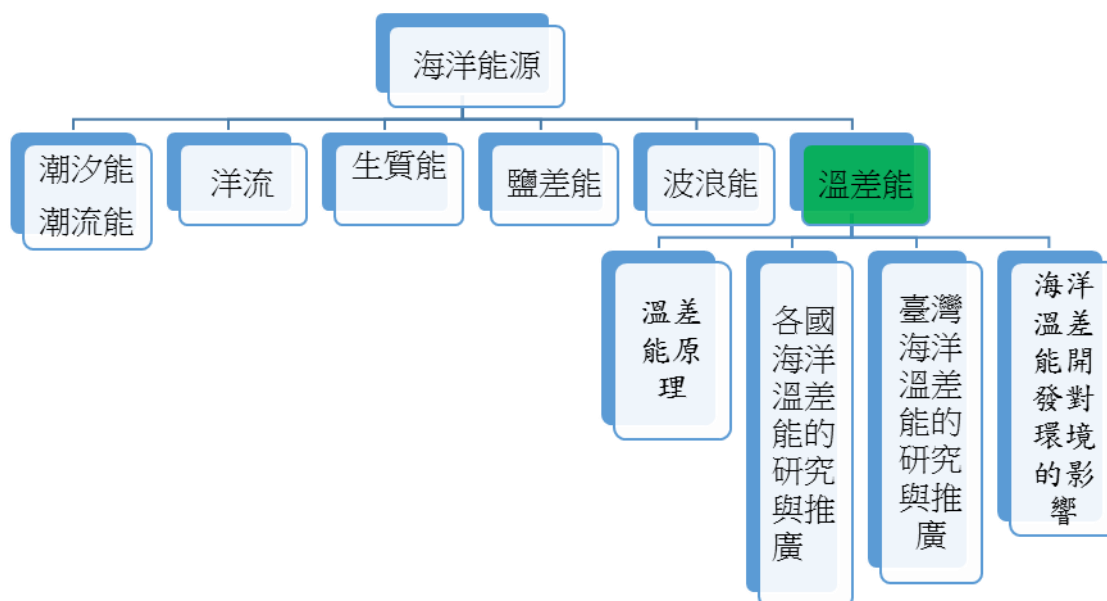 海洋能源
潮汐能
潮流能
洋流
生質能
鹽差能
波浪能
溫差能
溫差
能原
理
各國
海洋
溫差
能的
研究
與推
廣
臺灣
海洋
溫差
能的
研究
與推
廣
海洋
溫差
能開
發對
環境
的影
響